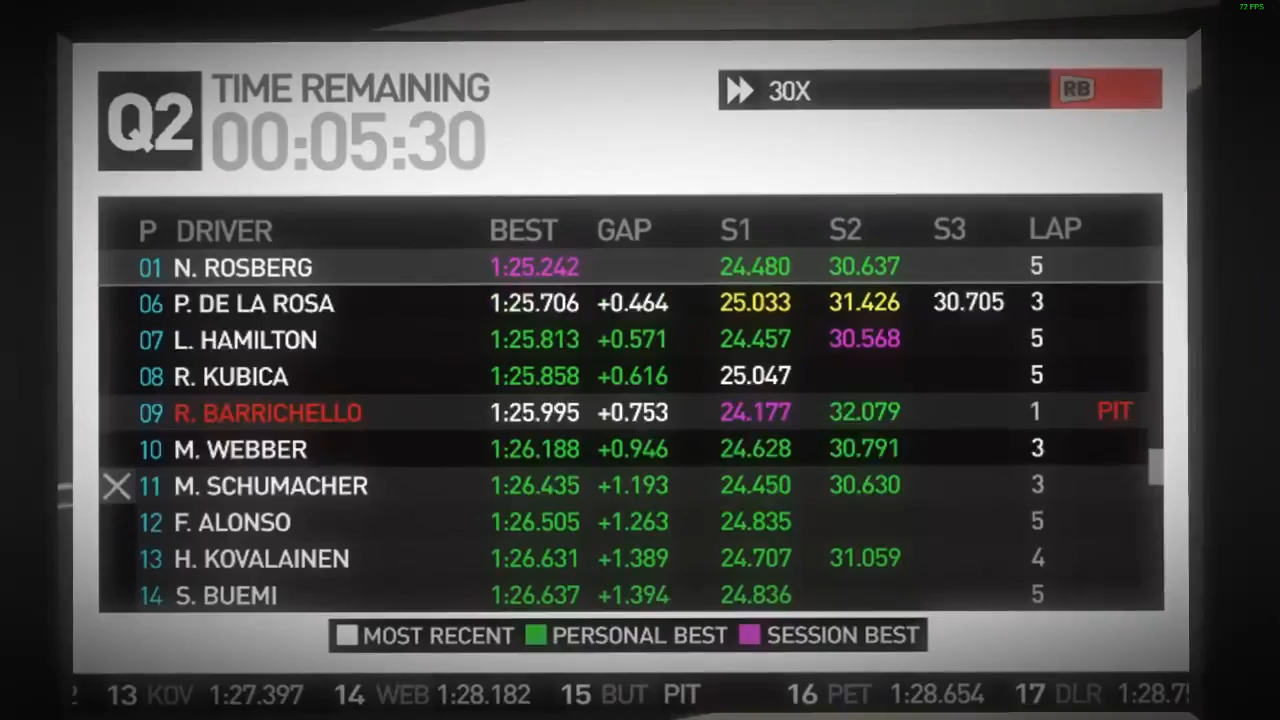 72 FPS
Q2 TIME REMAINING
00:05:30
30X RB
P DRIVER BEST GAP S1 S2 S3 LAP
01 N. ROSBERG 1:25.242 24.480 30.637 5
06 P. DE LA ROSA 1:25.706 +0.464 25.033 31.426 30.705 3
07 L. HAMILTON 1:25.813 +0.571 24.457 30.568 5
08 R. KUBICA 1:25.858 +0.616 25.047 5
09 R. BARRICHELLO 1:25.995 +0.753 24.177 32.079 1 PIT
10 M. WEBBER 1:26.188 +0.946 24.628 30.791 3
11 M. SCHUMACHER 1:26.435 +1.193 24.450 30.630 3
12 F. ALONSO 1:26.505 +1.263 24.835 5
13 H. KOVALAINEN 1:26.631 +1.389 24.707 31.059 4
14 S. BUEMI 1:26.637 +1.394 24.836 5
MOST RECENT PERSONAL BEST SESSION BEST
13 KOV 1:27.397 14 WEB 1:28.182 15 BUT PIT 16 PET 1:28.654 17 DLR 1:28.7